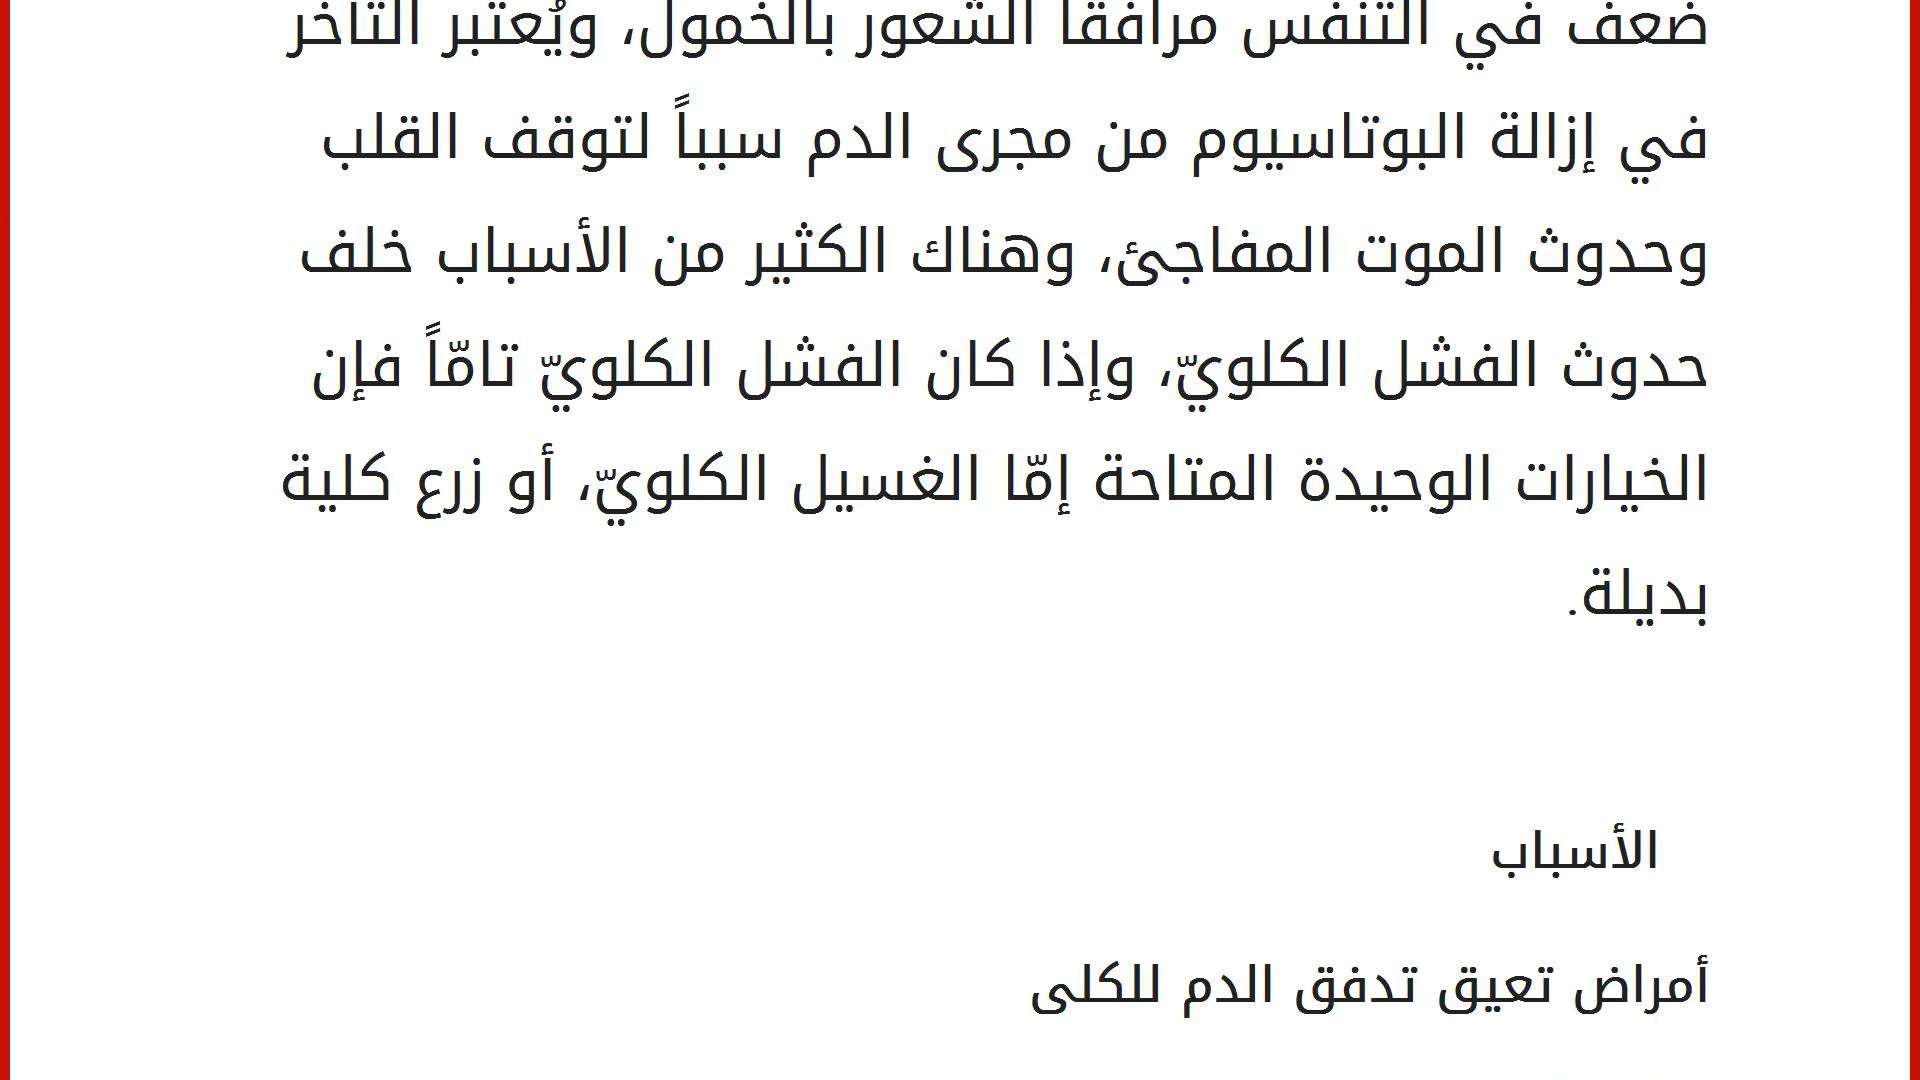 ضعف في التنفس مرافقاً الشعور بالخمول، ويُعتبر التأخر
في إزالة البوتاسيوم من مجرى الدم سبباً لتوقف القلب
وحدوث الموت المفاجئ، وهناك الكثير من الأسباب خلف
حدوث الفشل الكلويّ، وإذا كان الفشل الكلويّ تامّاً فإن
الخيارات الوحيدة المتاحة إمّا الغسيل الكلويّ، أو زرع كلية
بديلة.
الأسباب
أمراض تعيق تدفق الدم للكلى